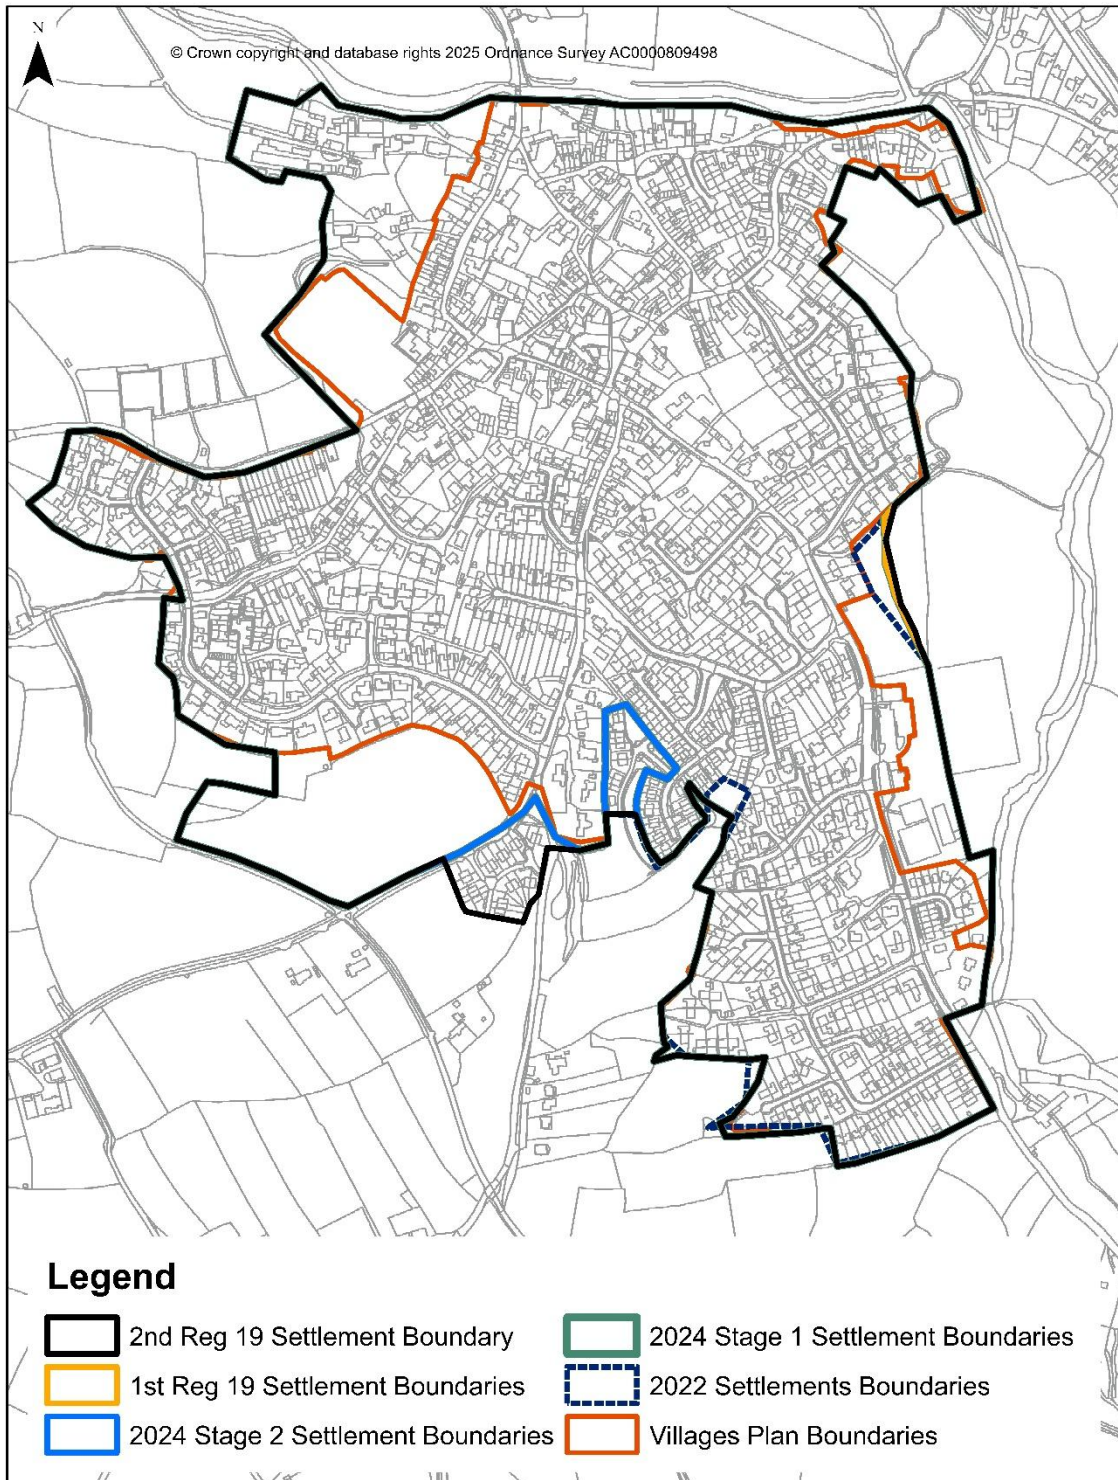 N
© Crown copyright and database rights 2025 Ordnance Survey AC0000809498
Legend
2nd Reg 19 Settlement Boundary
1st Reg 19 Settlement Boundaries
2024 Stage 2 Settlement Boundaries
2024 Stage 1 Settlement Boundaries
2022 Settlements Boundaries
Villages Plan Boundaries